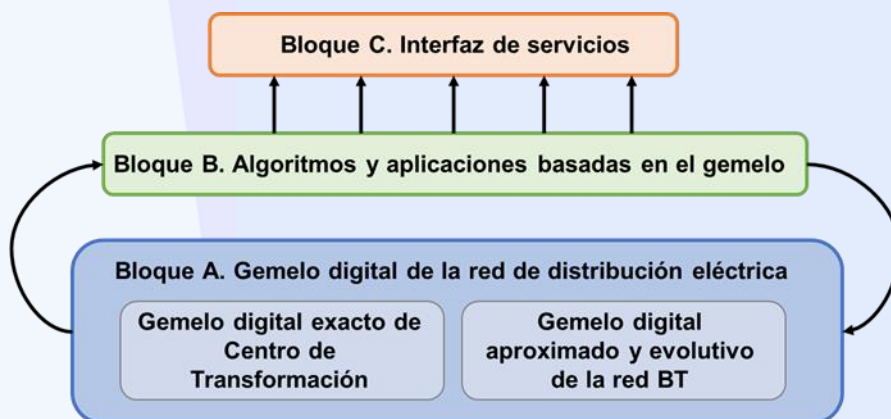 Bloque C. Interfaz de servicios
Bloque B. Algoritmos y aplicaciones basadas en el gemelo
Bloque A. Gemelo digital de la red de distribución eléctrica
Gemelo digital exacto de
Centro de
Transformación
Gemelo digital
aproximado y evolutivo
de la red BT